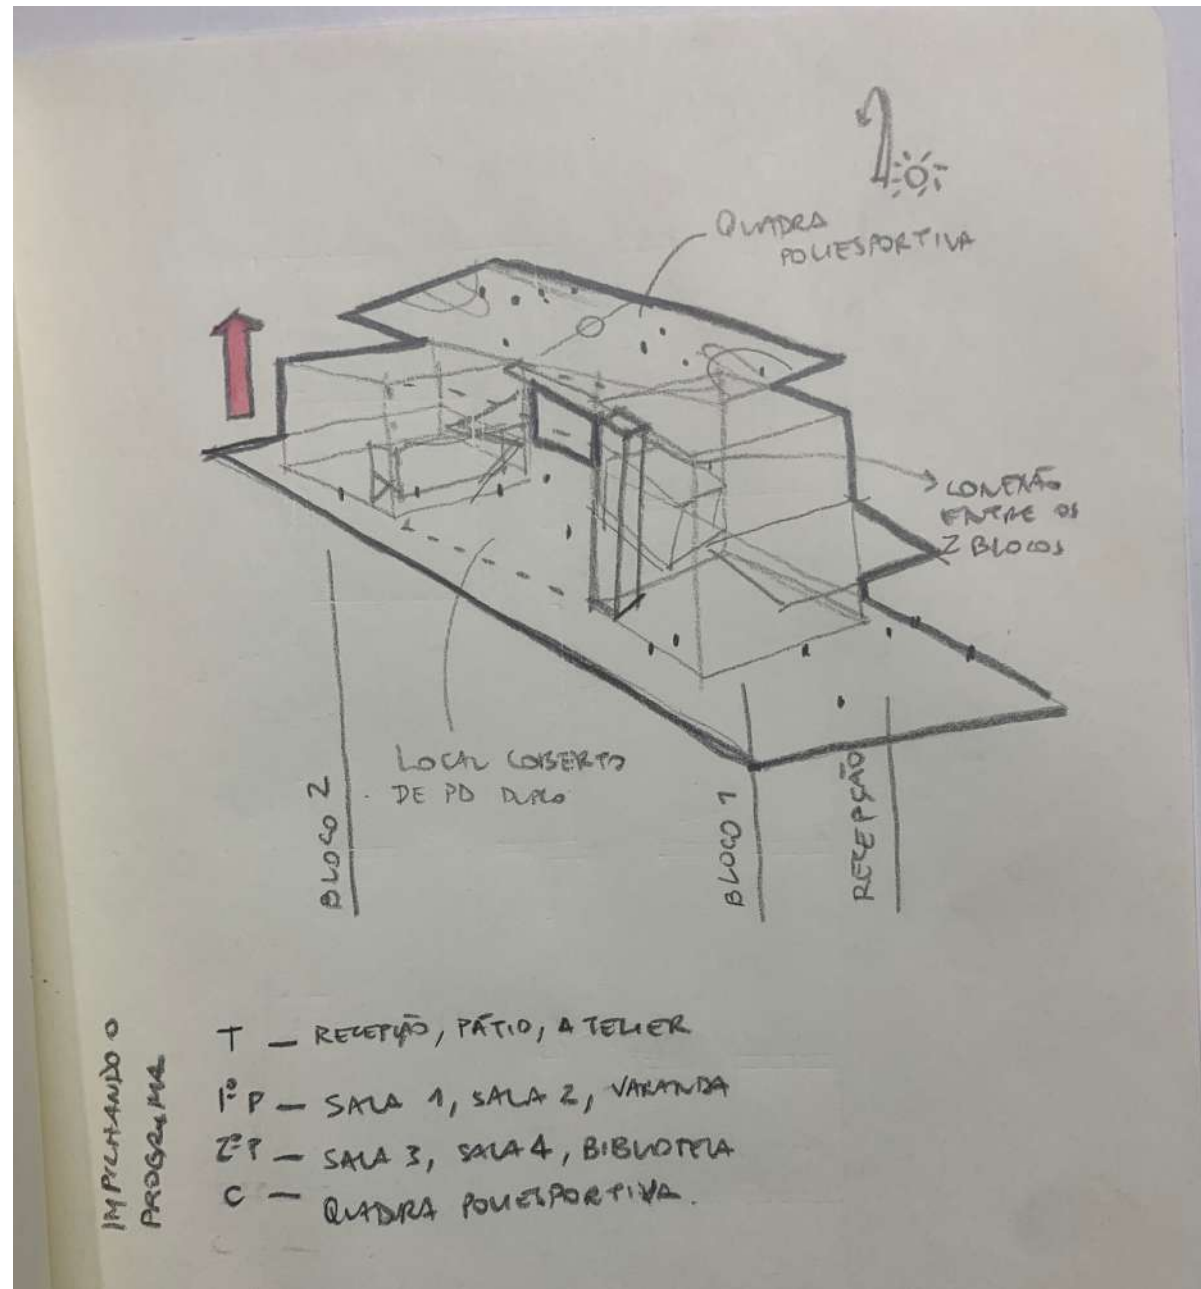 QUADRA
POLIESPORTIVA
CONEXÃO
ENTRE OS
2 BLOCOS
LOCAL COBERTO
DE PD DUPLO
BLOCO 2
BLOCO 1
RECEPÇÃO
IMPILHANDO O
PROGRAMA
T — RECEPÇÃO, PÁTIO, ATELIER
1º P — SALA 1, SALA 2, VARANDA
2º P — SALA 3, SALA 4, BIBLIOTECA
C — QUADRA POLIESPORTIVA.